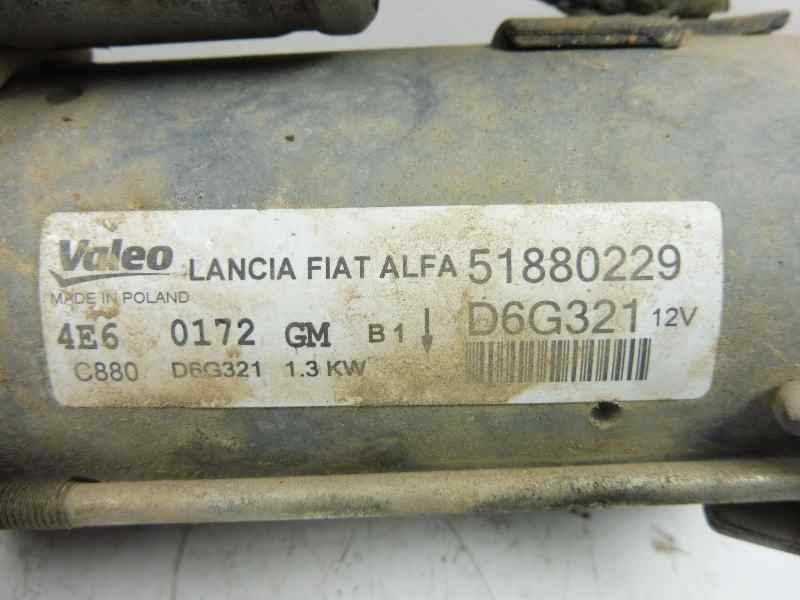 Valeo LANCIA FIAT ALFA 51880229
MADE IN POLAND D6G321 12V
4E6 0172 GM B1
C880 D6G321 1.3 KW